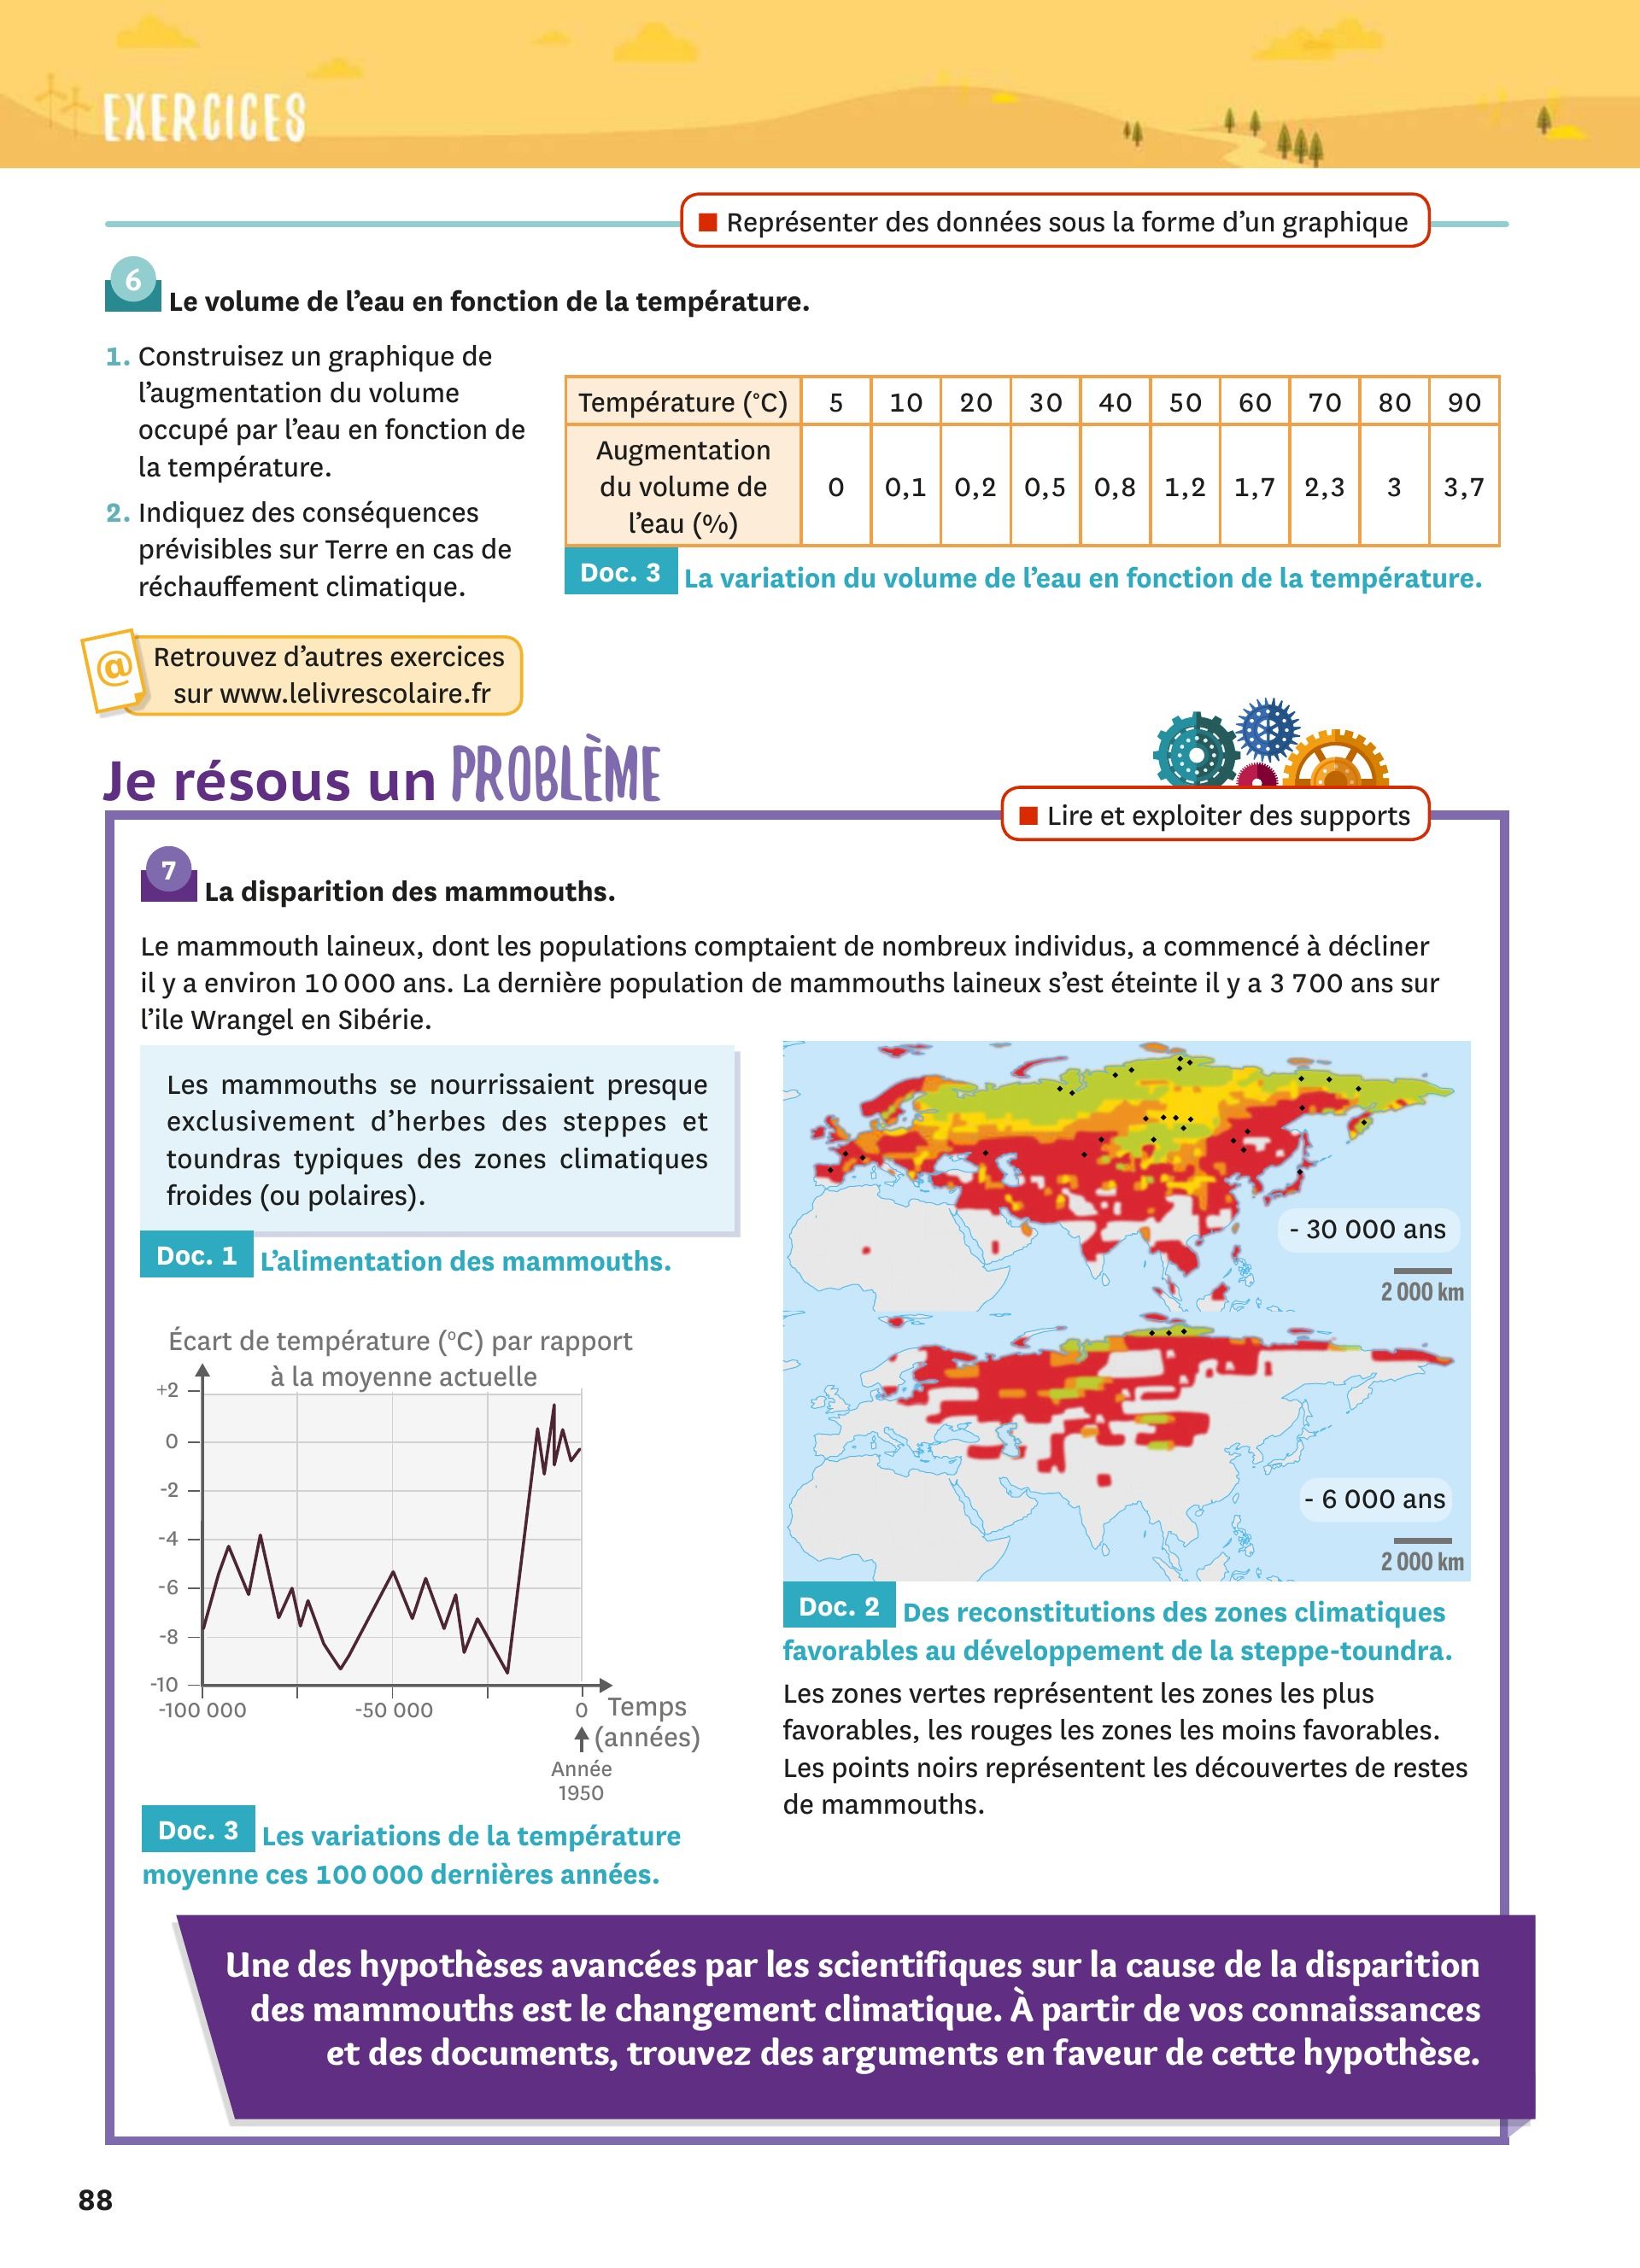 EXERCICES
Représenter des données sous la forme d'un graphique
6
Le volume de l'eau en fonction de la température.
1. Construisez un graphique de
l'augmentation du volume
occupé par l'eau en fonction de
la température.
2. Indiquez des conséquences
prévisibles sur Terre en cas de
réchauffement climatique.
Température (°C) 5 10 20 30 40 50 60 70 80 90
Augmentation
du volume de
l'eau (%)
0 0,1 0,2 0,5 0,8 1,2 1,7 2,3 3 3,7
Doc. 3 La variation du volume de l'eau en fonction de la température.
@
Retrouvez d'autres exercices
sur www.lelivrescolaire.fr
Je résous un PROBLÈME
Lire et exploiter des supports
7
La disparition des mammouths.
Le mammouth laineux, dont les populations comptaient de nombreux individus, a commencé à décliner
il y a environ 10 000 ans. La dernière population de mammouths laineux s'est éteinte il y a 3 700 ans sur
l'ile Wrangel en Sibérie.
Les mammouths se nourrissaient presque
exclusivement d'herbes des steppes et
toundras typiques des zones climatiques
froides (ou polaires).
Doc. 1 L'alimentation des mammouths.
Écart de température (°C) par rapport
à la moyenne actuelle
+2
0
-2
-4
-6
-8
-10
-100 000 -50 000 0 Temps
(années)
Année
1950
Doc. 3 Les variations de la température
moyenne ces 100 000 dernières années.
- 30 000 ans
2 000 km
- 6 000 ans
2 000 km
Doc. 2 Des reconstitutions des zones climatiques
favorables au développement de la steppe-toundra.
Les zones vertes représentent les zones les plus
favorables, les rouges les zones les moins favorables.
Les points noirs représentent les découvertes de restes
de mammouths.
Une des hypothèses avancées par les scientifiques sur la cause de la disparition
des mammouths est le changement climatique. À partir de vos connaissances
et des documents, trouvez des arguments en faveur de cette hypothèse.
88